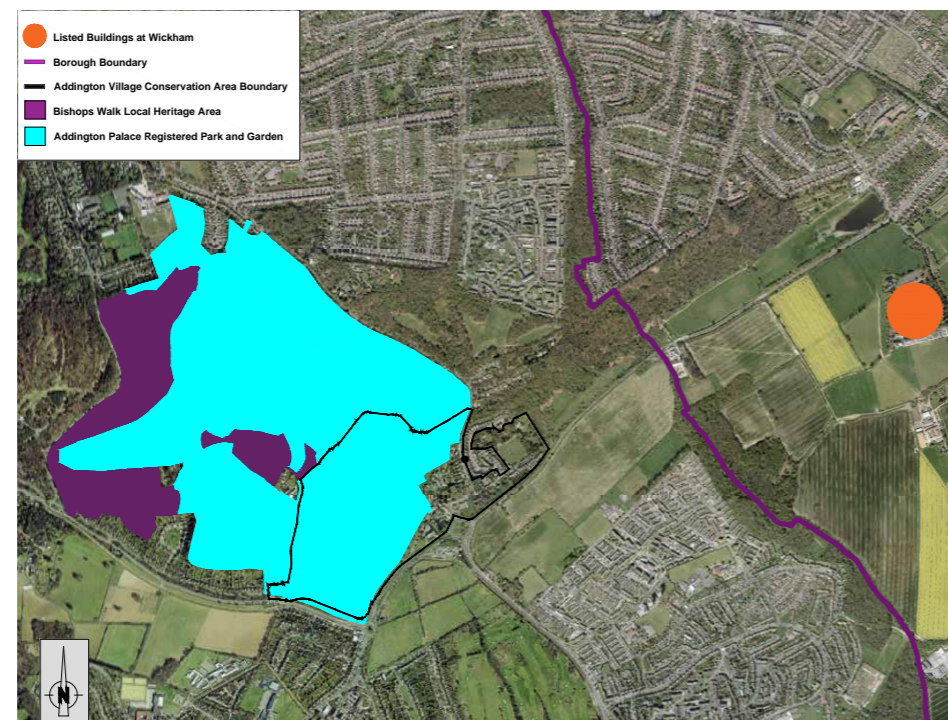 Listed Buildings at Wickham
Borough Boundary
Addington Village Conservation Area Boundary
Bishops Walk Local Heritage Area
Addington Palace Registered Park and Garden
N